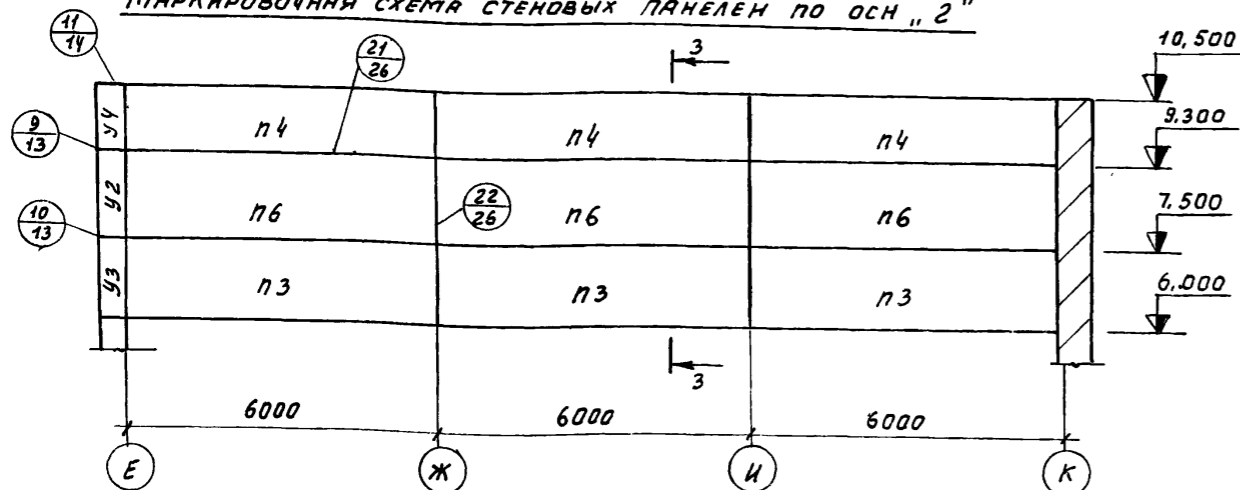 МАРКИРОВОЧНАЯ СХЕМА СТЕНОВЫХ ПАНЕЛЕЙ ПО ОСИ „2"
11
14
21
26
3
10,500
У4
п4
п4
п4
9
13
9.300
У2
п6
22
26
п6
п6
10
13
7.500
У3
п3
п3
п3
6.000
3
6000
6000
6000
Е
Ж
И
К